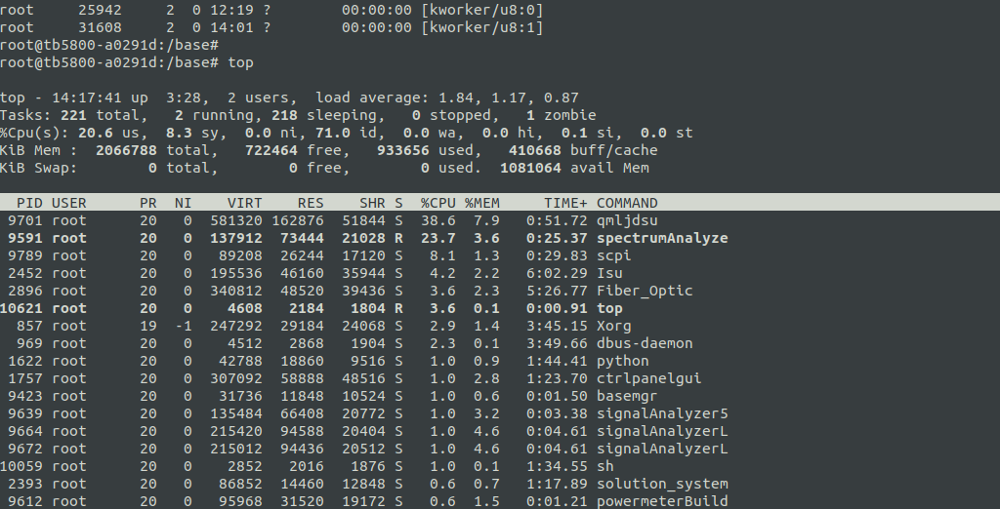 root     25942     2  0 12:19 ?        00:00:00 [kworker/u8:0]
root     31608     2  0 14:01 ?        00:00:00 [kworker/u8:1]
root@tb5800-a0291d:/base#
root@tb5800-a0291d:/base# top
top - 14:17:41 up  3:28,  2 users,  load average: 1.84, 1.17, 0.87
Tasks: 221 total,   2 running, 218 sleeping,   0 stopped,   1 zombie
%Cpu(s): 20.6 us,  8.3 sy,  0.0 ni, 71.0 id,  0.0 wa,  0.0 hi,  0.1 si,  0.0 st
KiB Mem :  2066788 total,   722464 free,   933656 used,   410668 buff/cache
KiB Swap:        0 total,        0 free,        0 used.  1081064 avail Mem
  PID USER      PR  NI    VIRT    RES    SHR S  %CPU %MEM     TIME+ COMMAND
 9701 root      20   0  581320 162876  51844 S  38.6  7.9   0:51.72 qmljdsu
 9591 root      20   0  137912  73444  21028 R  23.7  3.6   0:25.37 spectrumAnalyze
 9789 root      20   0   89208  26244  17120 S   8.1  1.3   0:29.83 scpi
 2452 root      20   0  195536  46160  35944 S   4.2  2.2   6:02.29 Isu
 2896 root      20   0  340812  48520  39436 S   3.6  2.3   5:26.77 Fiber_Optic
10621 root      20   0    4608   2184   1804 R   3.6  0.1   0:00.91 top
  857 root      19  -1  247292  29184  24068 S   2.9  1.4   3:45.15 Xorg
  969 root      20   0    4512   2868   1904 S   2.3  0.1   3:49.66 dbus-daemon
 1622 root      20   0   42788  18860   9516 S   1.0  0.9   1:44.41 python
 1757 root      20   0  307092  58888  48516 S   1.0  2.8   1:23.70 ctrlpanelgui
 9423 root      20   0   31736  11848  10524 S   1.0  0.6   0:01.50 basemgr
 9639 root      20   0  135484  66408  20772 S   1.0  3.2   0:03.38 signalAnalyzer5
 9664 root      20   0  215420  94588  20404 S   1.0  4.6   0:04.61 signalAnalyzerL
 9672 root      20   0  215012  94436  20512 S   1.0  4.6   0:04.61 signalAnalyzerL
10059 root      20   0    2852   2016   1876 S   1.0  0.1   1:34.55 sh
 2393 root      20   0   86852  14460  12848 S   0.6  0.7   1:17.89 solution_system
 9612 root      20   0   95968  31520  19172 S   0.6  1.5   0:01.21 powermeterBuild